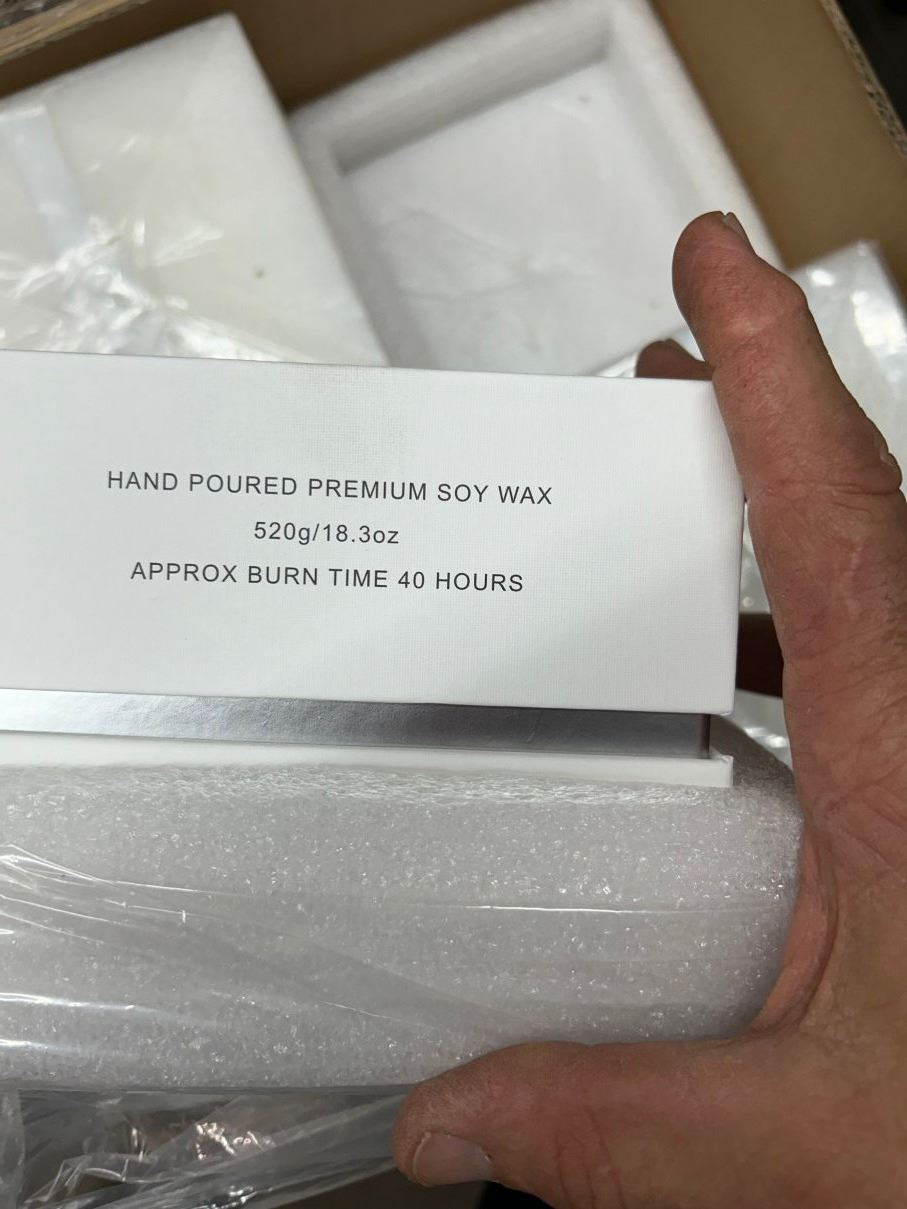 HAND POURED PREMIUM SOY WAX
520g/18.3oz
APPROX BURN TIME 40 HOURS